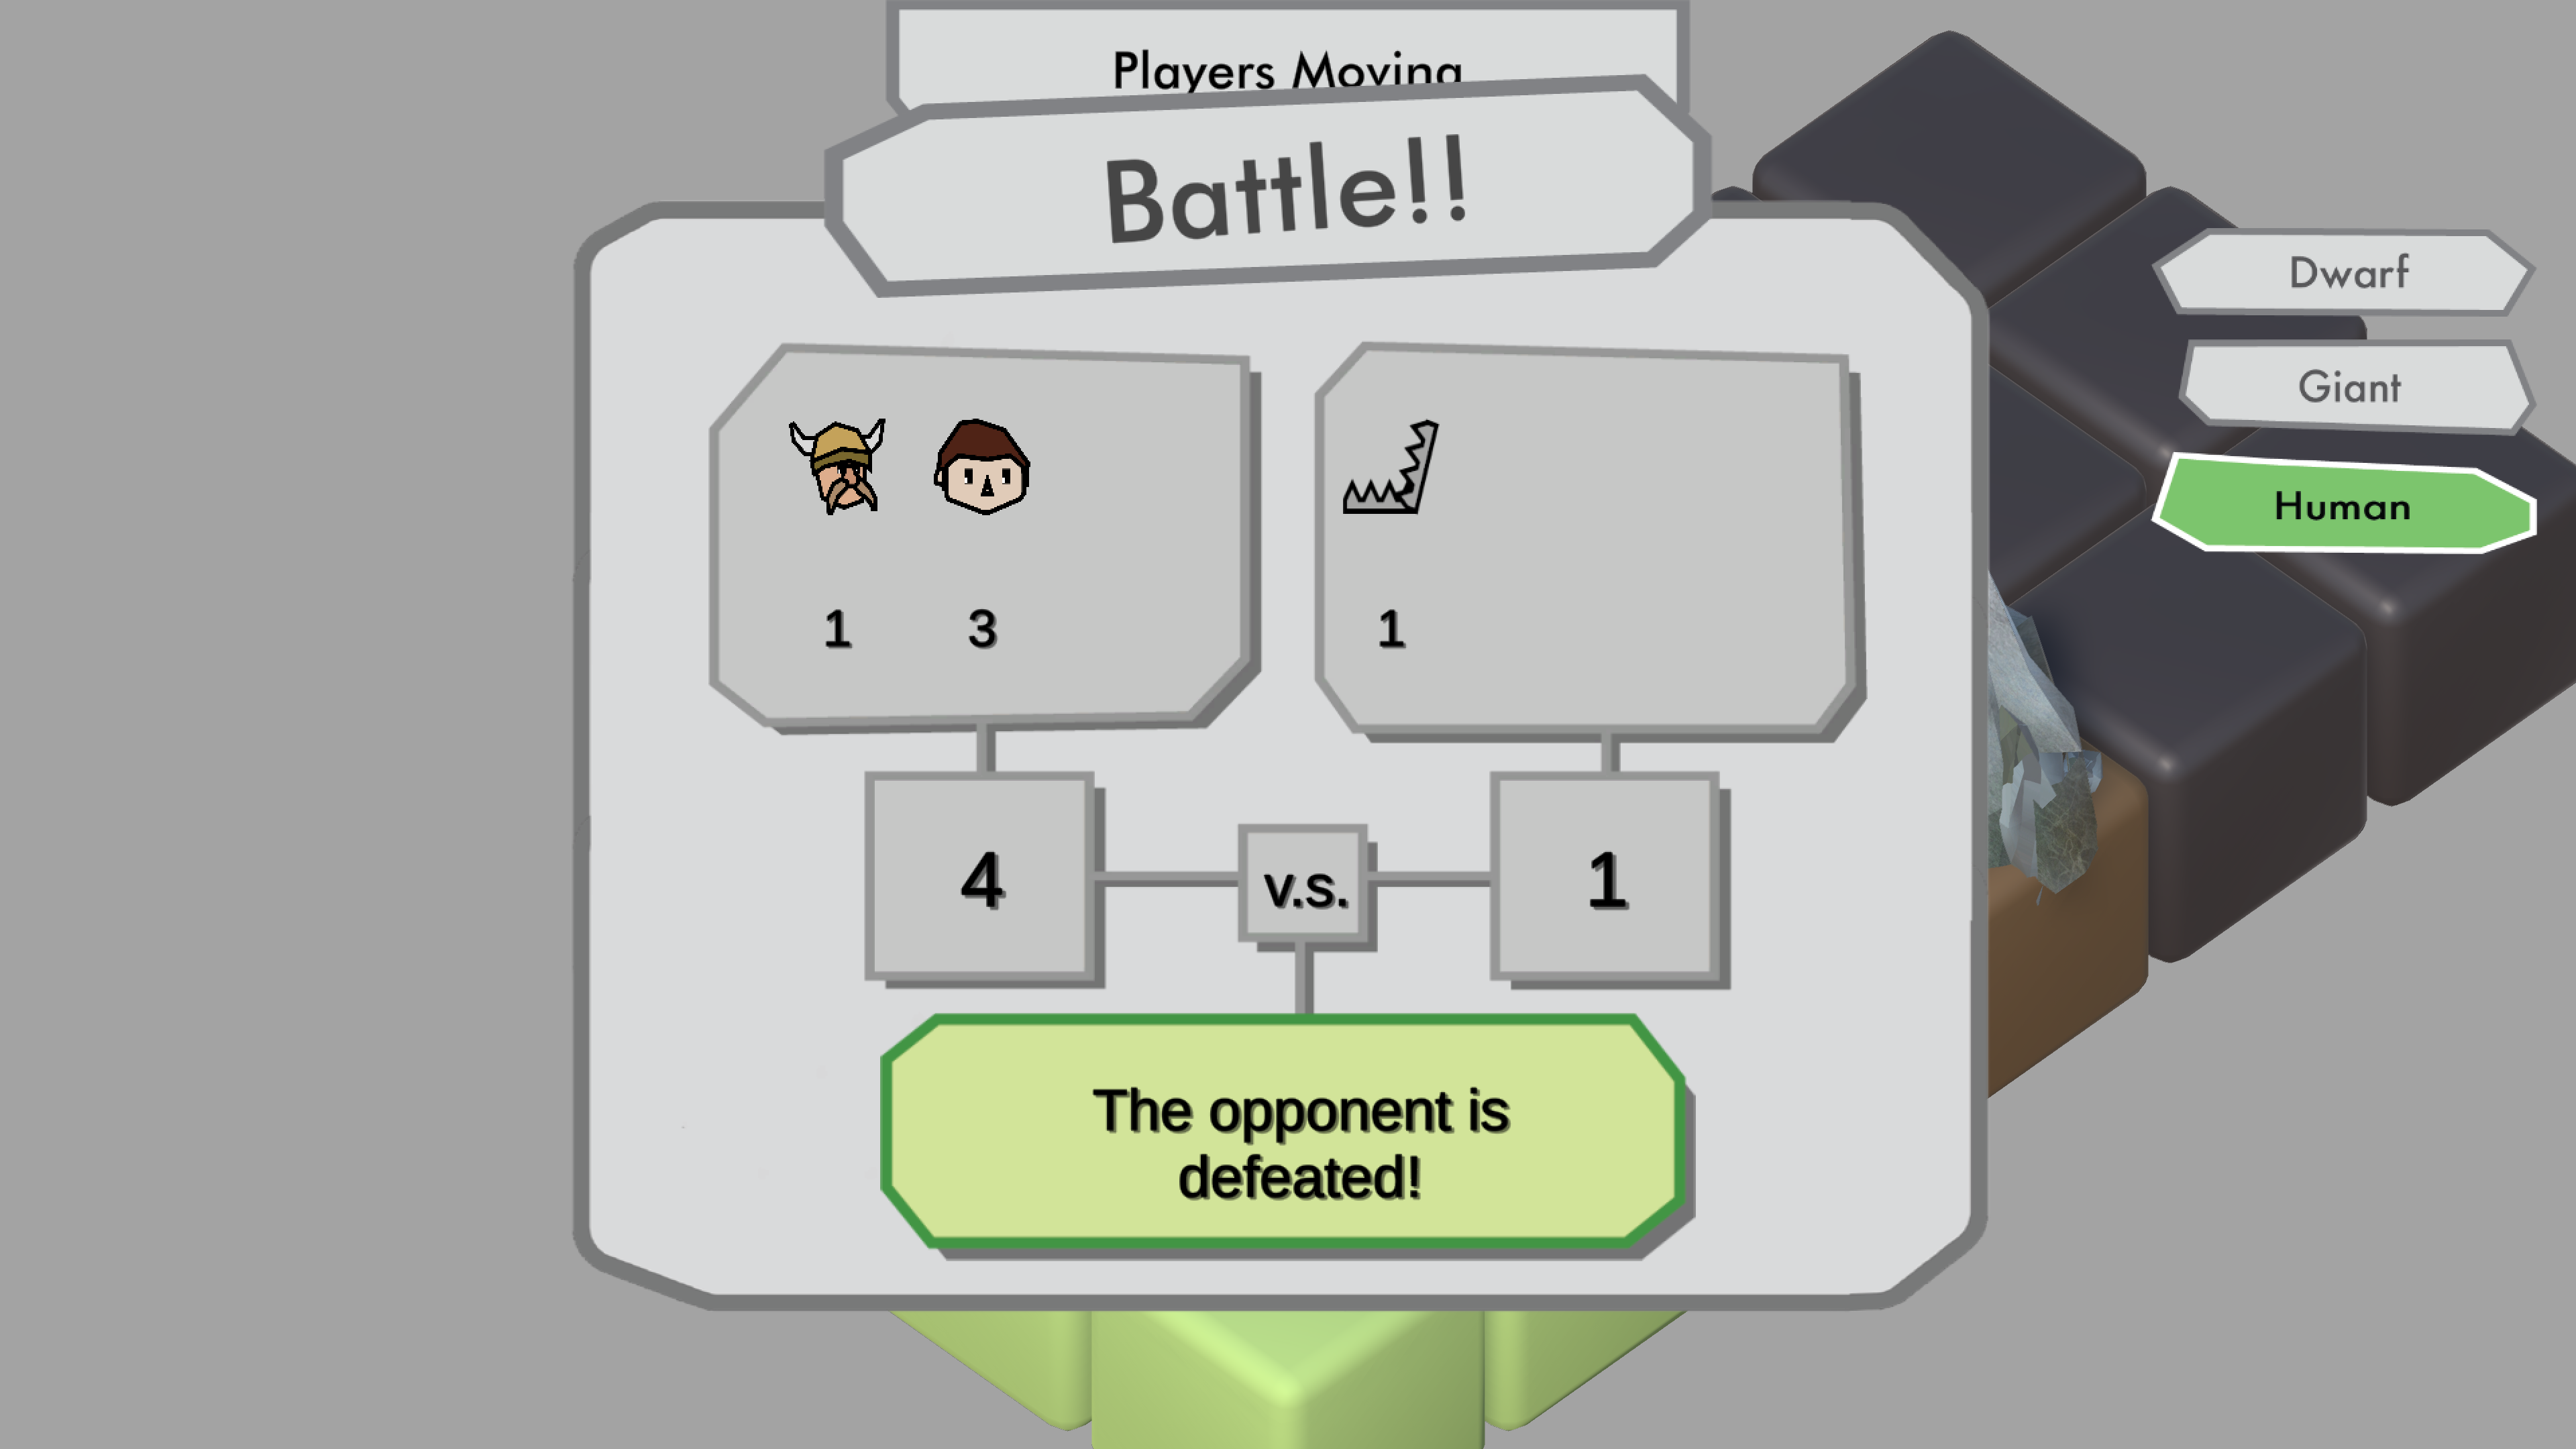 Players Moving
Battle!!
Dwarf
Giant
Human
1 3
1
4
v.s.
1
The opponent is
defeated!